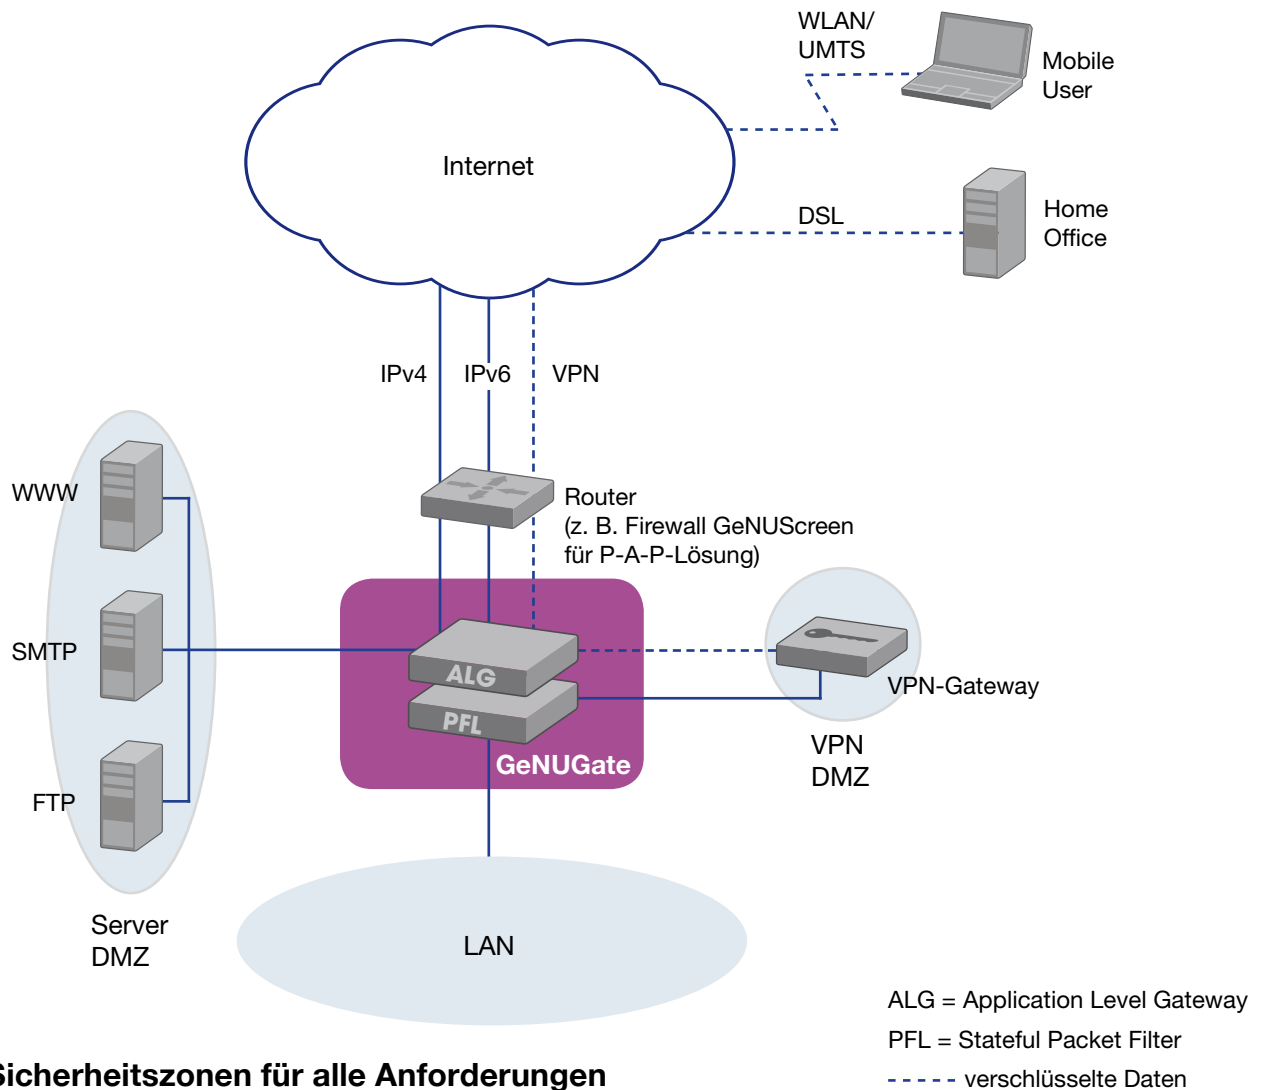 WLAN/
UMTS
Mobile
User
Internet
DSL
Home
Office
IPv4
IPv6
VPN
WWW
Router
(z. B. Firewall GeNUScreen
für P-A-P-Lösung)
SMTP
ALG
PFL
VPN-Gateway
GeNUGate
VPN
DMZ
FTP
Server
DMZ
LAN
ALG = Application Level Gateway
PFL = Stateful Packet Filter
Sicherheitszonen für alle Anforderungen
verschlüsselte Daten